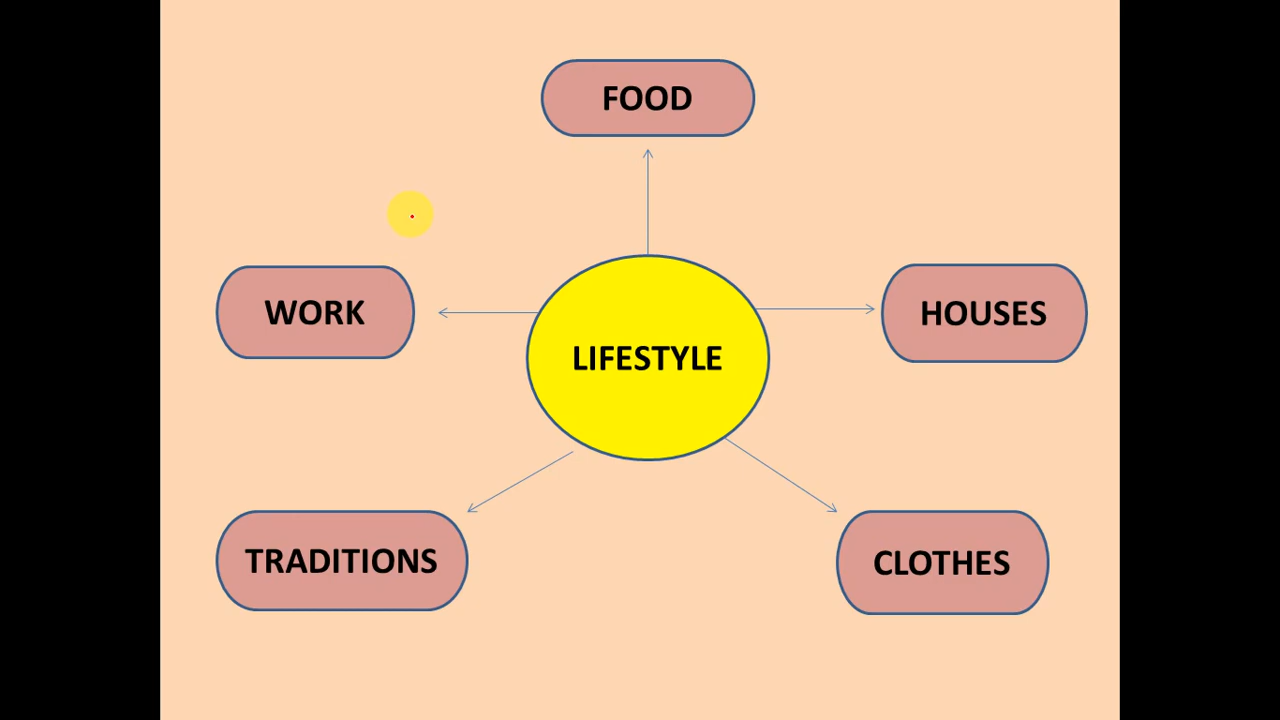 FOOD
WORK
HOUSES
LIFESTYLE
TRADITIONS
CLOTHES